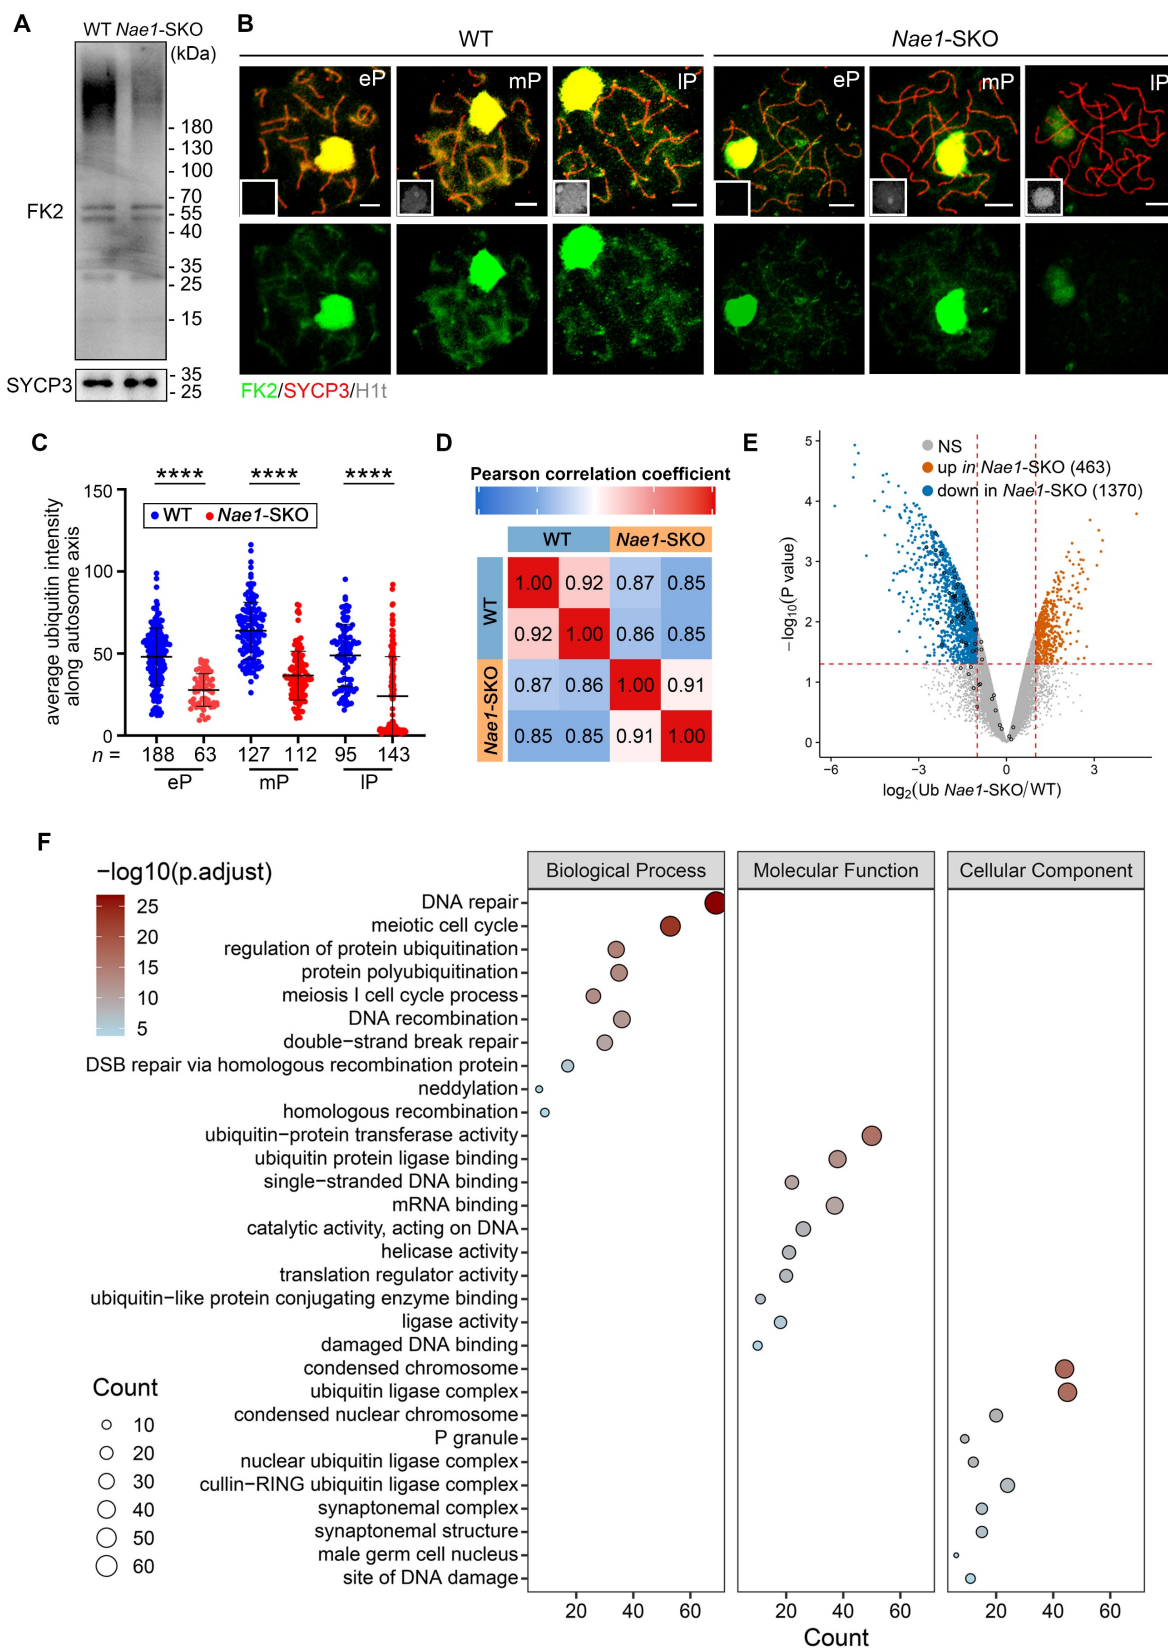 A
WT Nae1-SKO
(kDa)
- 180
- 130
- 100
- 70
FK2
- 55
- 40
- 35
- 25
- 15
SYCP3
- 35
- 25
B
WT
Nae1-SKO
eP
mP
lP
eP
mP
lP
FK2/SYCP3/H1t
C
average ubiquitin intensity
along autosome axis
**** **** ****
WT Nae1-SKO
150
100
50
0
n =
188 63 127 112 95 143
eP mP lP
D
Pearson correlation coefficient
WT Nae1-SKO
WT
Nae1-SKO
1.00 0.92 0.87 0.85
0.92 1.00 0.86 0.85
0.87 0.86 1.00 0.91
0.85 0.85 0.91 1.00
E
NS
up in Nae1-SKO (463)
down in Nae1-SKO (1370)
−log10(P value)
5
4
3
2
1
0
−6 −3 0 3
log2(Ub Nae1-SKO/WT)
F
−log10(p.adjust)
25
20
15
10
5
Biological Process Molecular Function Cellular Component
DNA repair
meiotic cell cycle
regulation of protein ubiquitination
protein polyubiquitination
meiosis I cell cycle process
DNA recombination
double−strand break repair
DSB repair via homologous recombination protein
neddylation
homologous recombination
ubiquitin−protein transferase activity
ubiquitin protein ligase binding
single−stranded DNA binding
mRNA binding
catalytic activity, acting on DNA
helicase activity
translation regulator activity
ubiquitin−like protein conjugating enzyme binding
ligase activity
damaged DNA binding
condensed chromosome
ubiquitin ligase complex
condensed nuclear chromosome
P granule
nuclear ubiquitin ligase complex
cullin−RING ubiquitin ligase complex
synaptonemal complex
synaptonemal structure
male germ cell nucleus
site of DNA damage
Count
10
20
30
40
50
60
20 40 60 20 40 60 20 40 60
Count